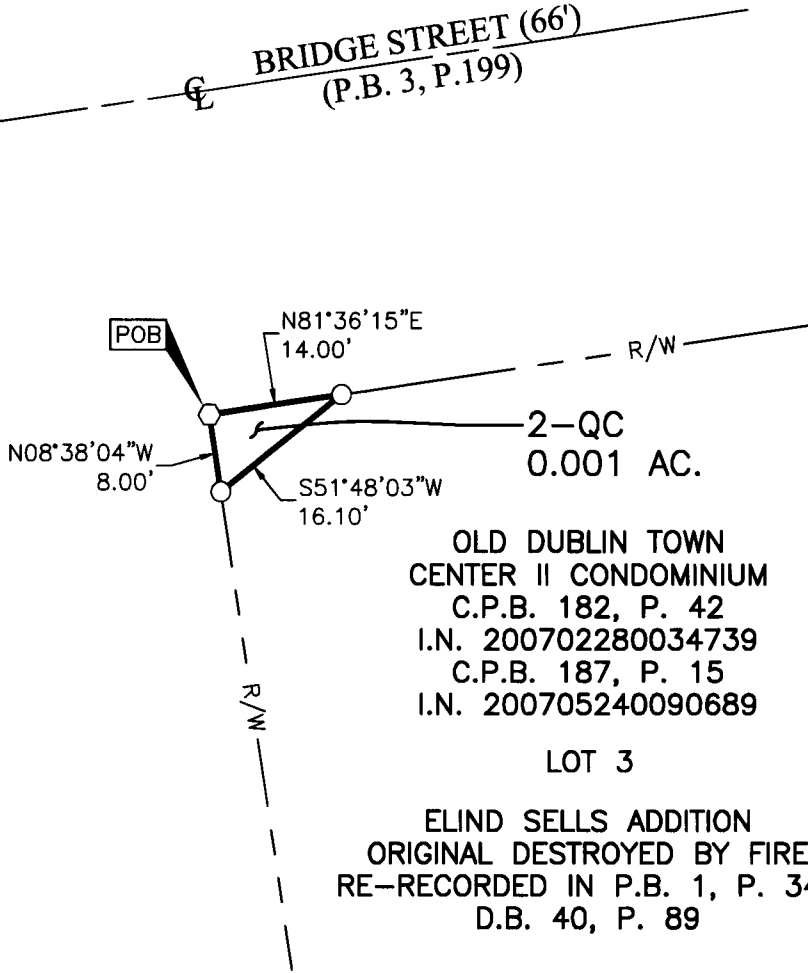 BRIDGE STREET (66')
℄
(P.B. 3, P.199)
POB
N81°36'15"E
14.00'
R/W
2-QC
0.001 AC.
N08°38'04"W
8.00'
S51°48'03"W
16.10'
OLD DUBLIN TOWN
CENTER II CONDOMINIUM
C.P.B. 182, P. 42
I.N. 200702280034739
C.P.B. 187, P. 15
I.N. 200705240090689
R/W
LOT 3
ELIND SELLS ADDITION
ORIGINAL DESTROYED BY FIRE
RE-RECORDED IN P.B. 1, P.
D.B. 40, P. 89